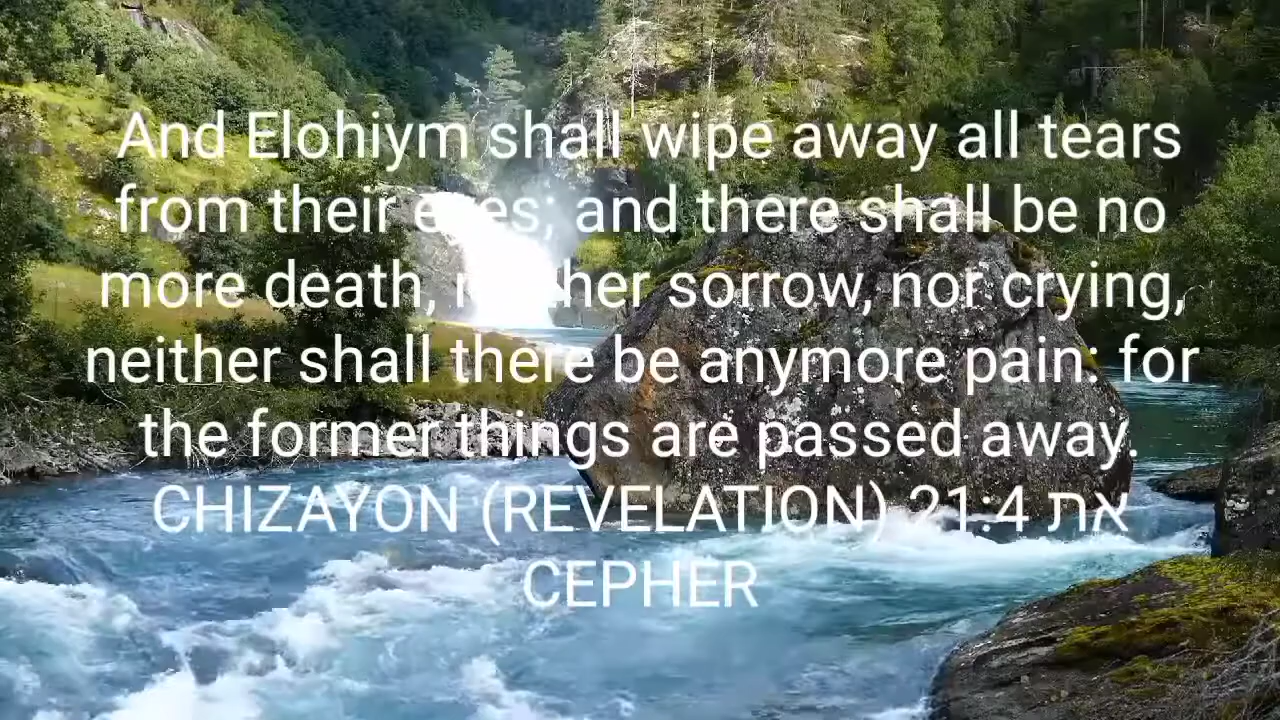 And Elohiym shall wipe away all tears
from their eyes; and there shall be no
more death, neither sorrow, nor crying,
neither shall there be anymore pain: for
the former things are passed away.
CHIZAYON (REVELATION) 21:4 את
CEPHER